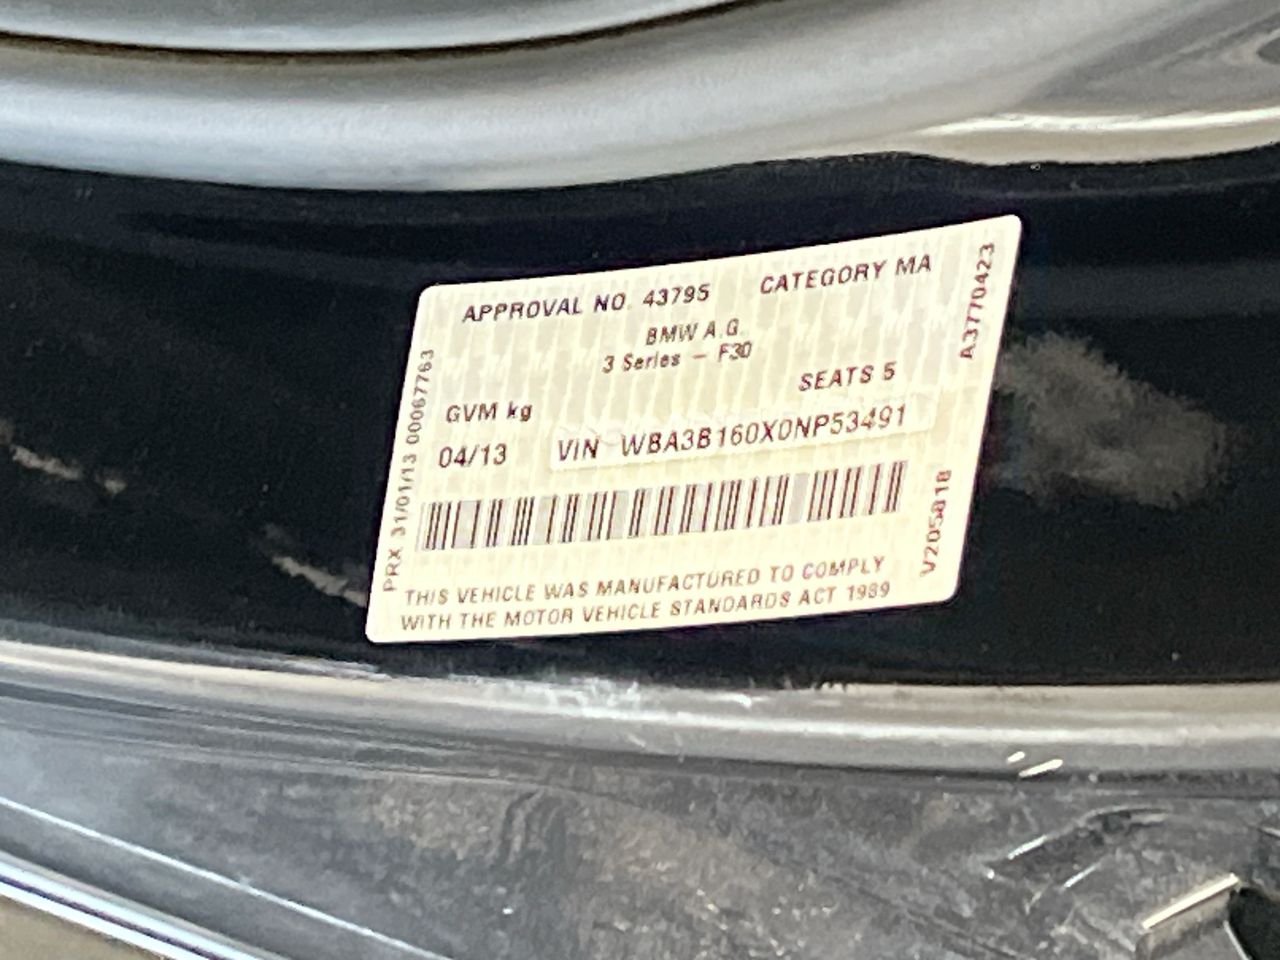 APPROVAL NO. 43795 CATEGORY MA
BMW A.G.
3 Series - F30
SEATS 5
GVM kg
04/13 VIN WBA3B160X0NP53491
THIS VEHICLE WAS MANUFACTURED TO COMPLY
WITH THE MOTOR VEHICLE STANDARDS ACT 1989
PRX 31/01/13 00067763
A3770423
V205818